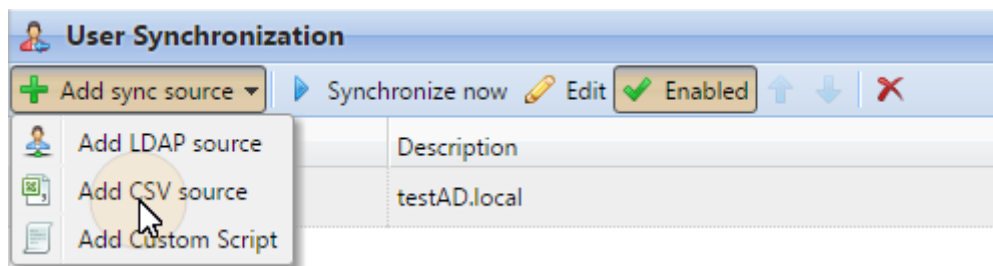 User Synchronization
Add sync source Synchronize now Edit Enabled
Add LDAP source
Description
Add CSV source
testAD.local
Add Custom Script